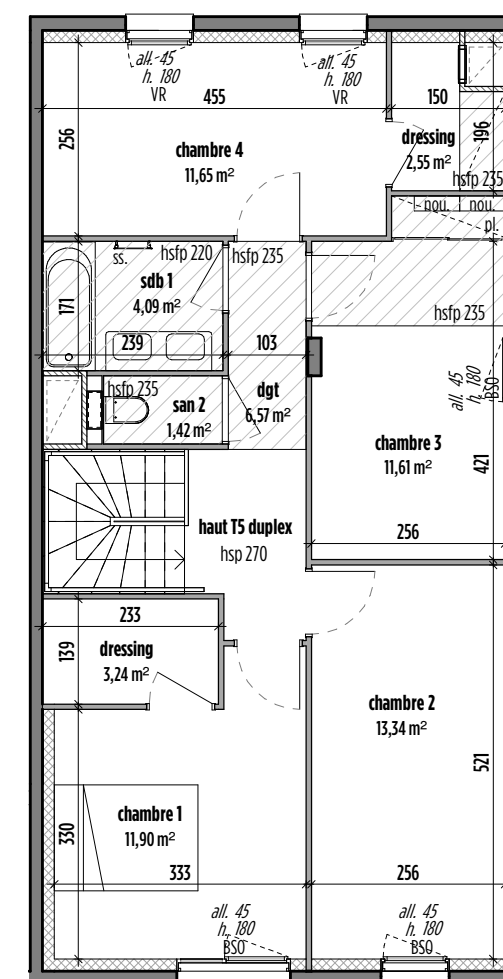 all. 45
h. 180
VR
all. 45
h. 180
VR
455
150
256
chambre 4
11,65 m²
dressing
2,55 m²
196
hsfp 235
nou.
nou.
pl.
ss.
hsfp 220
hsfp 235
sdb 1
4,09 m²
171
hsfp 235
239
103
all. 45
h. 180
BSO
hsfp 235
san 2
1,42 m²
dgt
6,57 m²
chambre 3
11,61 m²
421
haut T5 duplex
hsp 270
256
233
139
dressing
3,24 m²
chambre 2
13,34 m²
521
chambre 1
11,90 m²
330
333
256
all. 45
h. 180
BSO
all. 45
h. 180
BSO